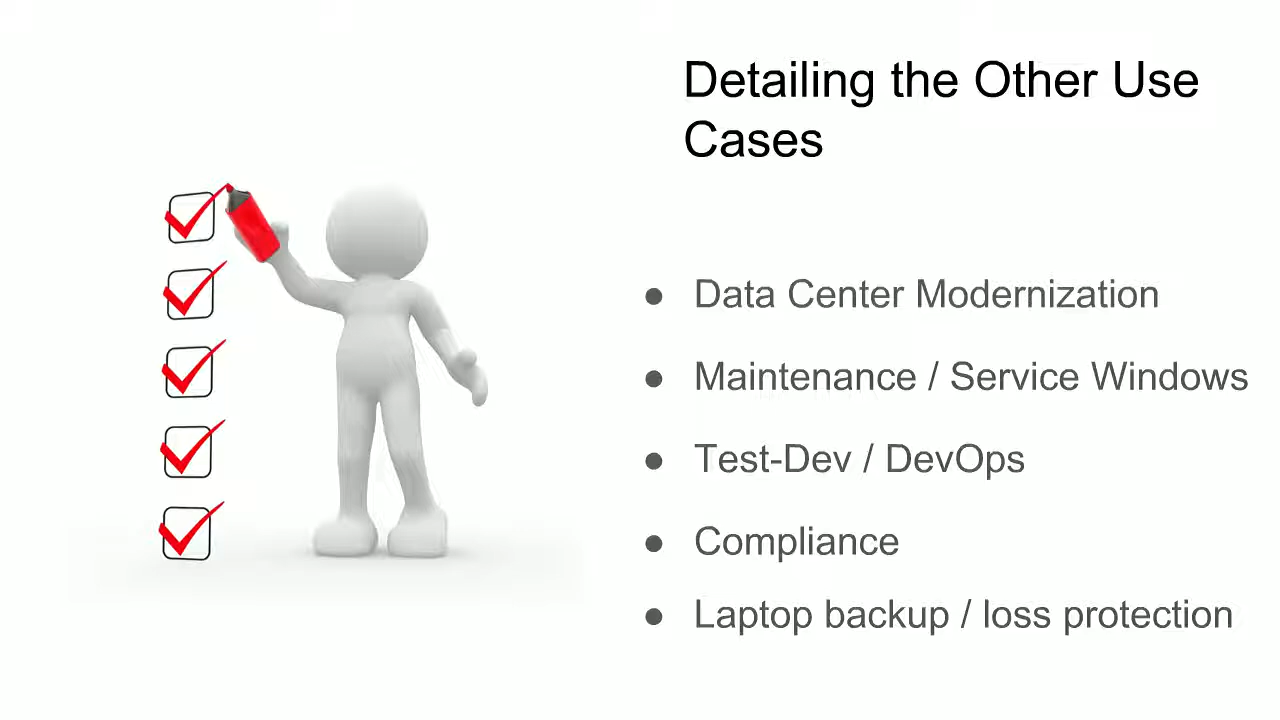 Detailing the Other Use
Cases
● Data Center Modernization
● Maintenance / Service Windows
● Test-Dev / DevOps
● Compliance
● Laptop backup / loss protection